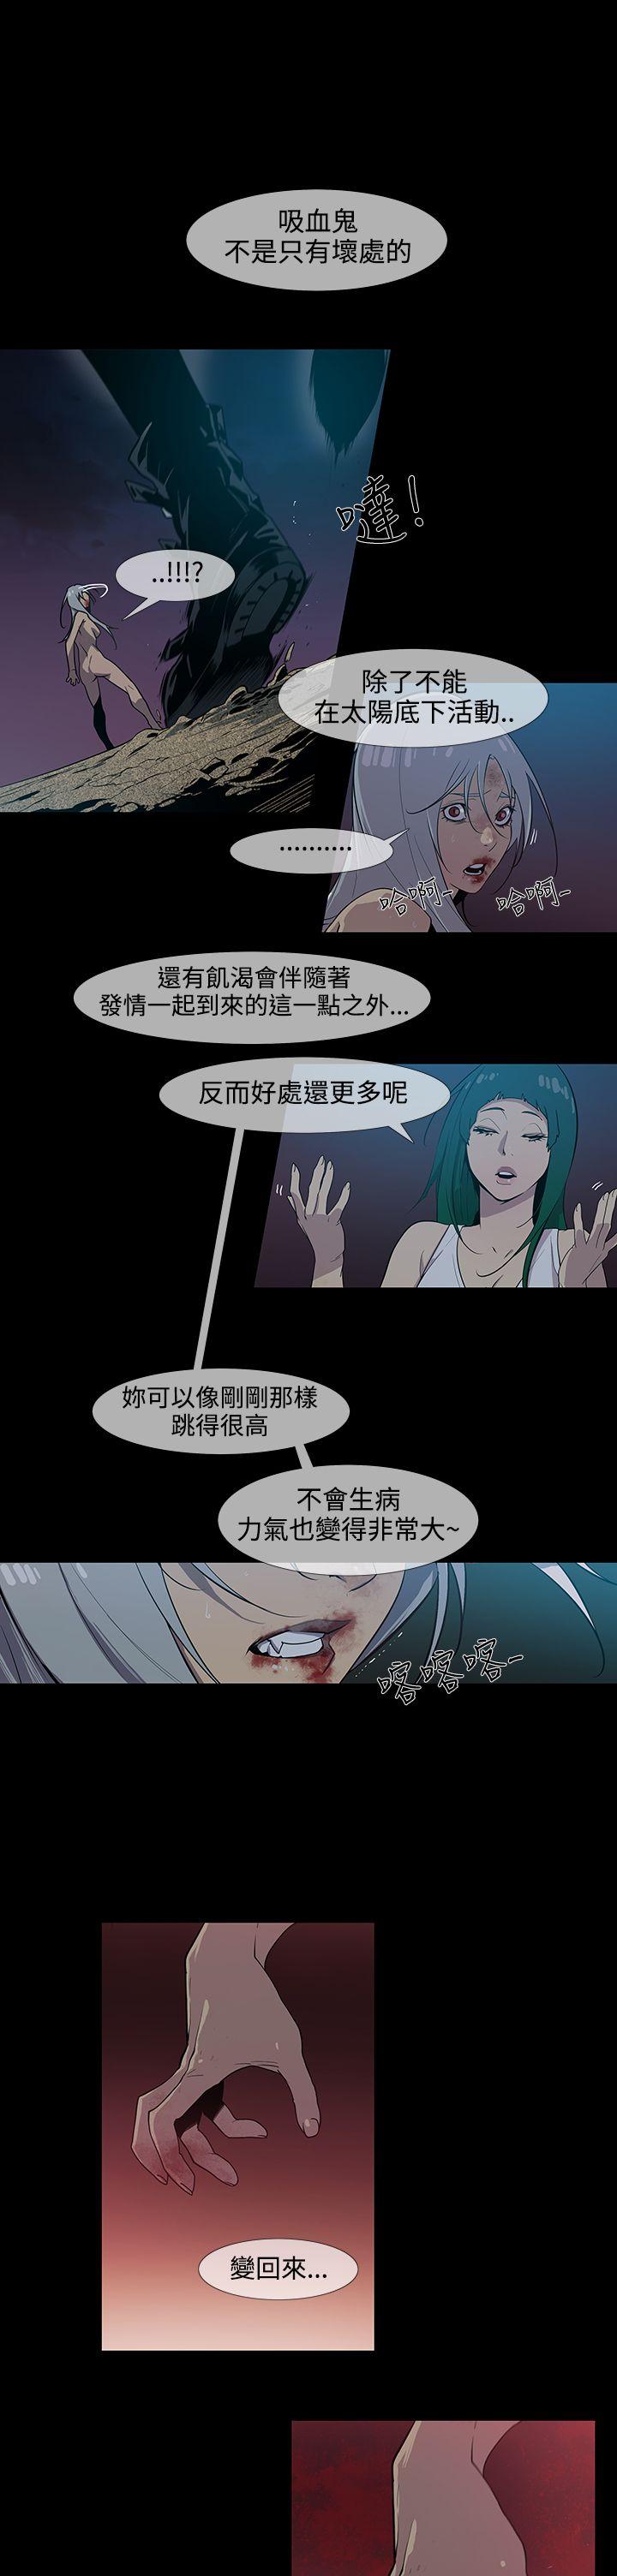 吸血鬼
不是只有壞處的
噠!
..!!!?
除了不能
在太陽底下活動..
..........
哈啊~
哈啊~
還有飢渴會伴隨著
發情一起到來的這一點之外...
反而好處還更多呢
妳可以像剛剛那樣
跳得很高
不會生病
力氣也變得非常大~
喀喀喀~
變回來...